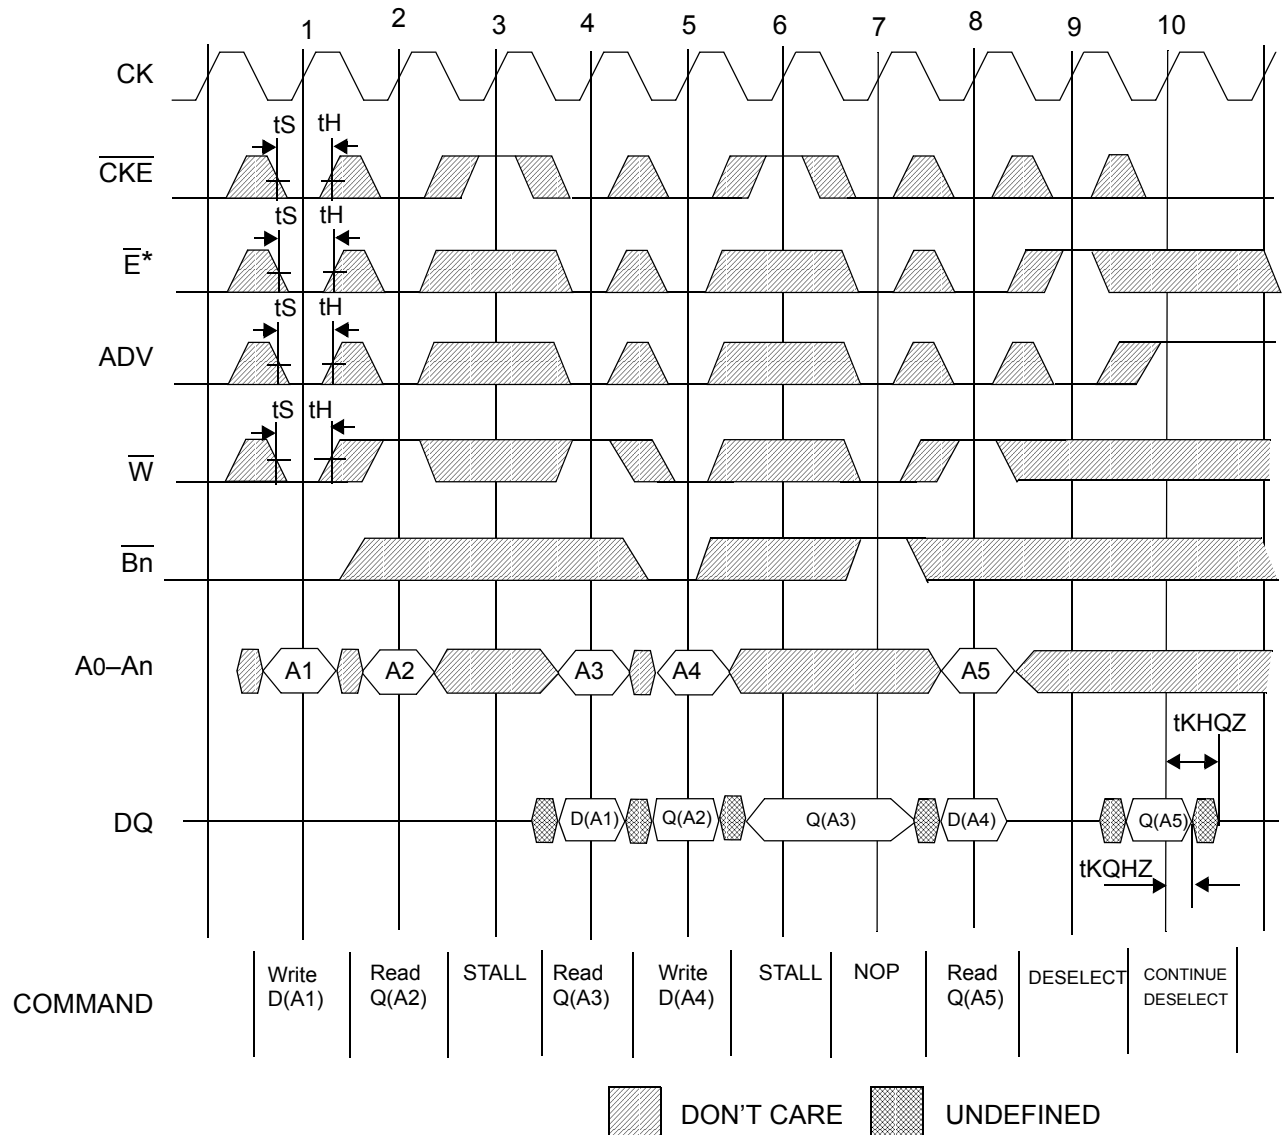 1 2 3 4 5 6 7 8 9 10
CK
tS tH
CKE
tS tH
E*
tS tH
ADV
tS tH
W
Bn
A0–An A1 A2 A3 A4 A5
tKHQZ
DQ D(A1) Q(A2) Q(A3) D(A4) Q(A5)
tKQHZ
COMMAND
Write
D(A1)
Read
Q(A2)
STALL
Read
Q(A3)
Write
D(A4)
STALL
NOP
Read
Q(A5)
DESELECT
CONTINUE
DESELECT
DON'T CARE UNDEFINED